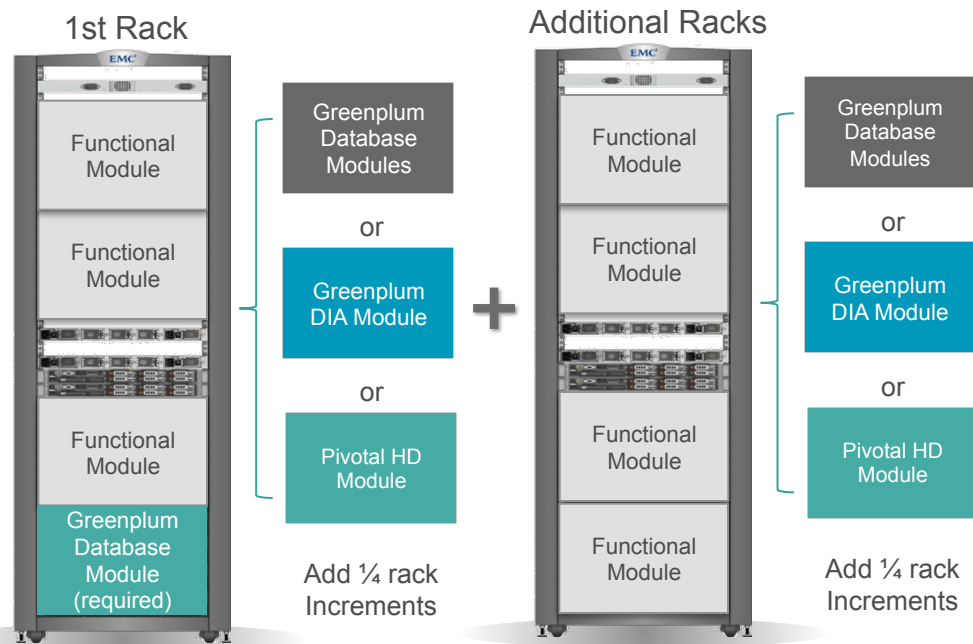 1st Rack
EMC²
Functional
Module
Functional
Module
Functional
Module
Greenplum
Database
Module
(required)
Greenplum
Database
Modules
or
Greenplum
DIA Module
or
Pivotal HD
Module
Add ¼ rack
Increments
+
Additional Racks
EMC²
Functional
Module
Functional
Module
Functional
Module
Functional
Module
Greenplum
Database
Modules
or
Greenplum
DIA Module
or
Pivotal HD
Module
Add ¼ rack
Increments